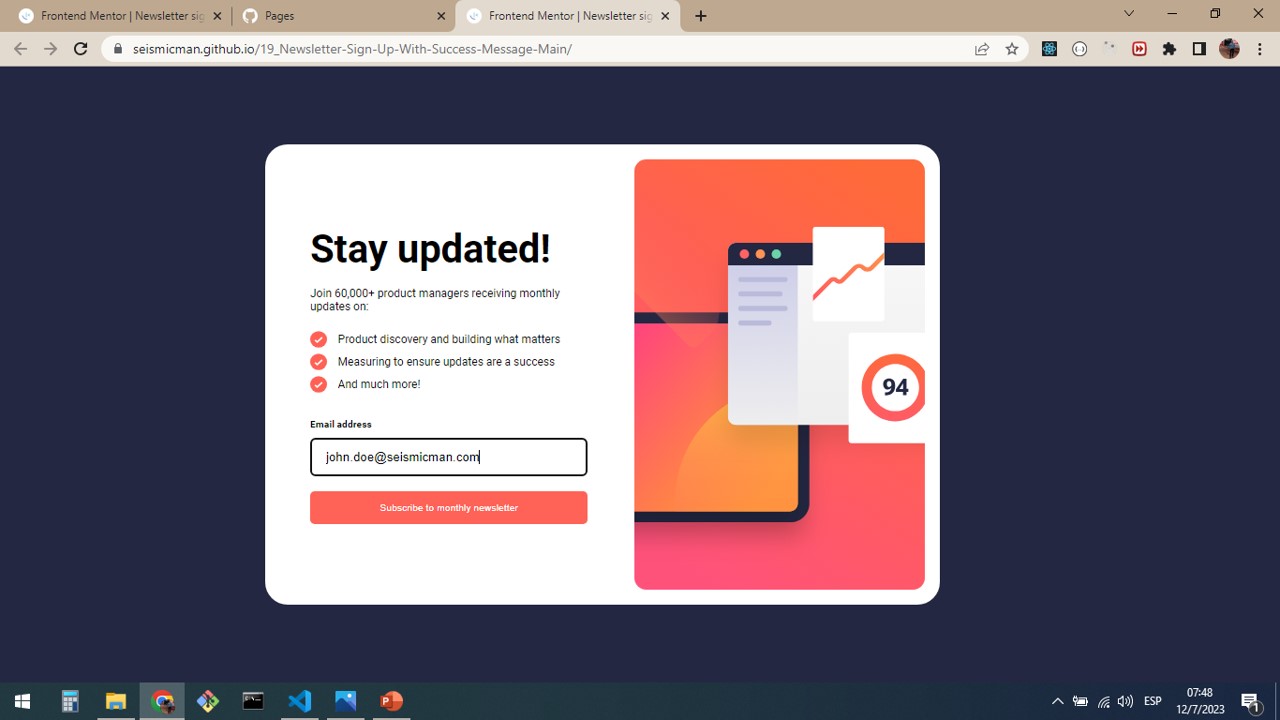 Frontend Mentor | Newsletter sig
Pages
Frontend Mentor | Newsletter sig
seismicman.github.io/19_Newsletter-Sign-Up-With-Success-Message-Main/
Stay updated!
Join 60,000+ product managers receiving monthly
updates on:
Product discovery and building what matters
Measuring to ensure updates are a success
And much more!
Email address
john.doe@seismicman.com
Subscribe to monthly newsletter
94
ESP
07:48
12/7/2023
1